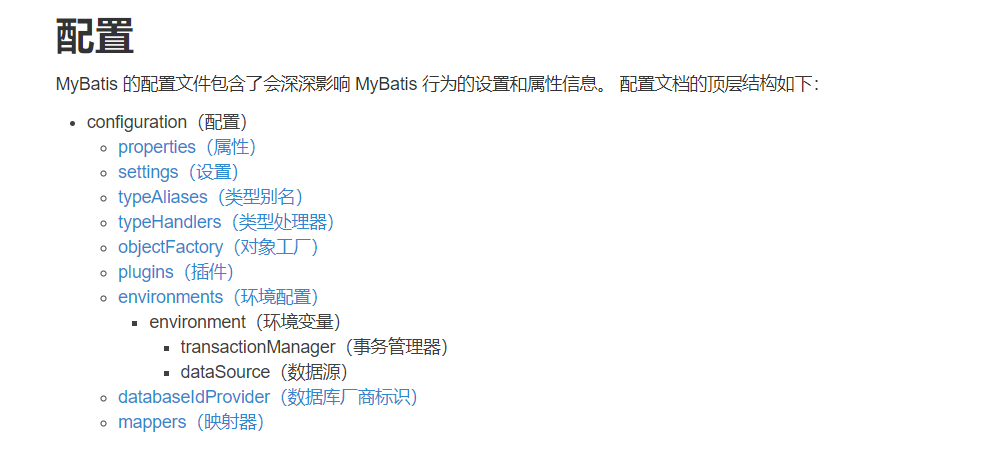 配置
MyBatis 的配置文件包含了会深深影响 MyBatis 行为的设置和属性信息。 配置文档的顶层结构如下：
configuration（配置）
properties（属性）
settings（设置）
typeAliases（类型别名）
typeHandlers（类型处理器）
objectFactory（对象工厂）
plugins（插件）
environments（环境配置）
environment（环境变量）
transactionManager（事务管理器）
dataSource（数据源）
databaseIdProvider（数据库厂商标识）
mappers（映射器）